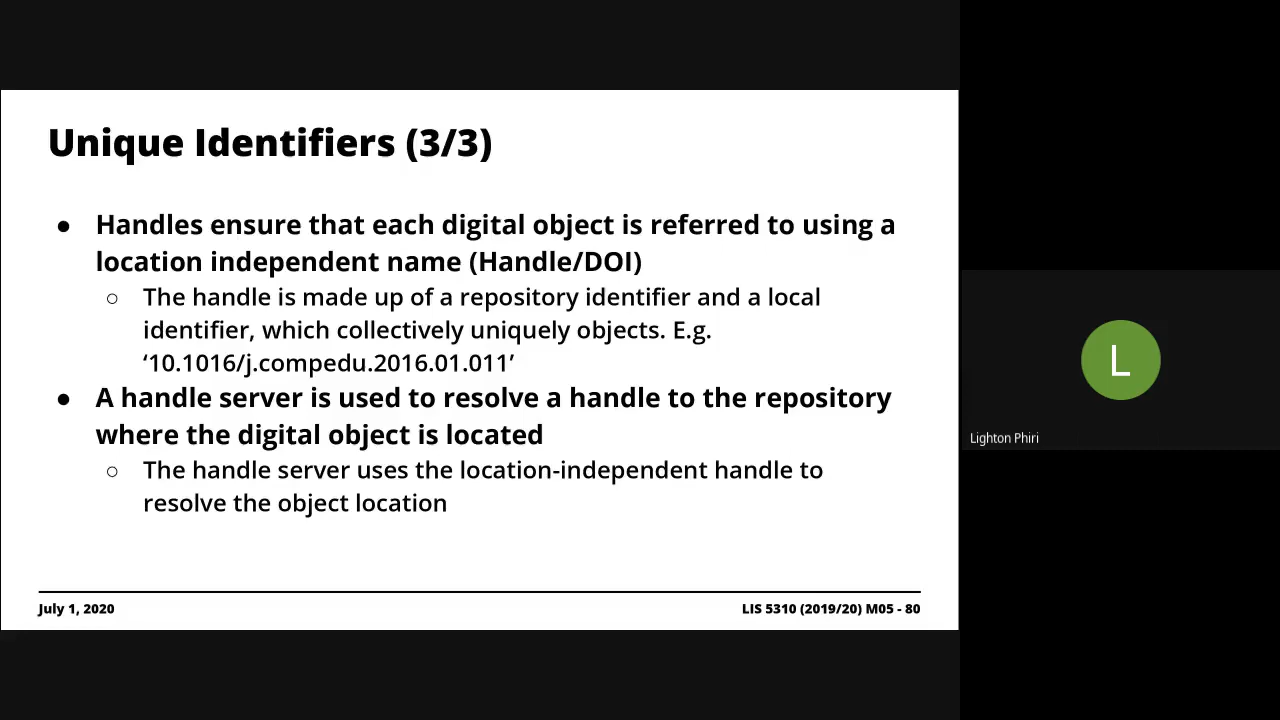 Unique Identifiers (3/3)
● Handles ensure that each digital object is referred to using a
location independent name (Handle/DOI)
○ The handle is made up of a repository identifier and a local
identifier, which collectively uniquely objects. E.g.
‘10.1016/j.compedu.2016.01.011’
● A handle server is used to resolve a handle to the repository
where the digital object is located
○ The handle server uses the location-independent handle to
resolve the object location
July 1, 2020
LIS 5310 (2019/20) M05 - 80
L
Lighton Phiri